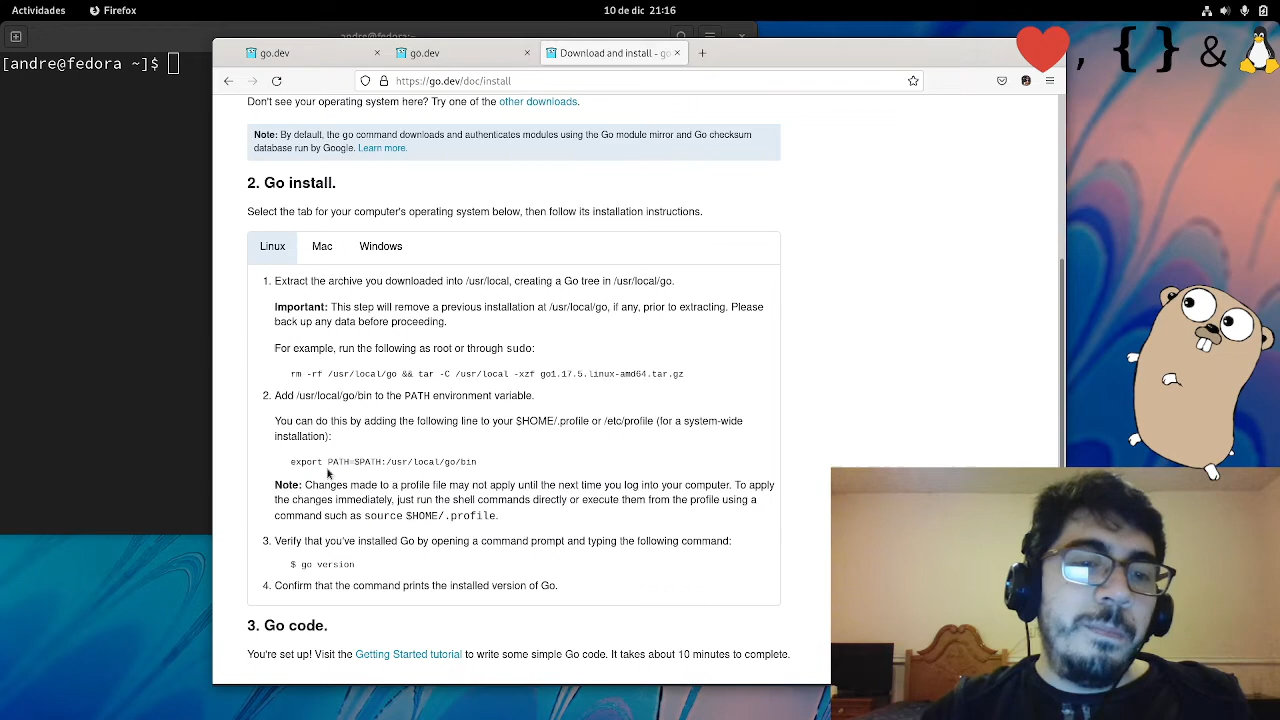 Actividades
Firefox
10 de dic 21:16
andre@fedora:~
[andre@fedora ~]$
go.dev
go.dev
Download and install - go
, { } &
https://go.dev/doc/install
Don't see your operating system here? Try one of the other downloads.
Note: By default, the go command downloads and authenticates modules using the Go module mirror and Go checksum
database run by Google. Learn more.
2. Go install.
Select the tab for your computer's operating system below, then follow its installation instructions.
Linux
Mac
Windows
1. Extract the archive you downloaded into /usr/local, creating a Go tree in /usr/local/go.
Important: This step will remove a previous installation at /usr/local/go, if any, prior to extracting. Please
back up any data before proceeding.
For example, run the following as root or through sudo:
rm -rf /usr/local/go && tar -C /usr/local -xzf go1.17.5.linux-amd64.tar.gz
2. Add /usr/local/go/bin to the PATH environment variable.
You can do this by adding the following line to your $HOME/.profile or /etc/profile (for a system-wide
installation):
export PATH=$PATH:/usr/local/go/bin
Note: Changes made to a profile file may not apply until the next time you log into your computer. To apply
the changes immediately, just run the shell commands directly or execute them from the profile using a
command such as source $HOME/.profile.
3. Verify that you've installed Go by opening a command prompt and typing the following command:
$ go version
4. Confirm that the command prints the installed version of Go.
3. Go code.
You're set up! Visit the Getting Started tutorial to write some simple Go code. It takes about 10 minutes to complete.